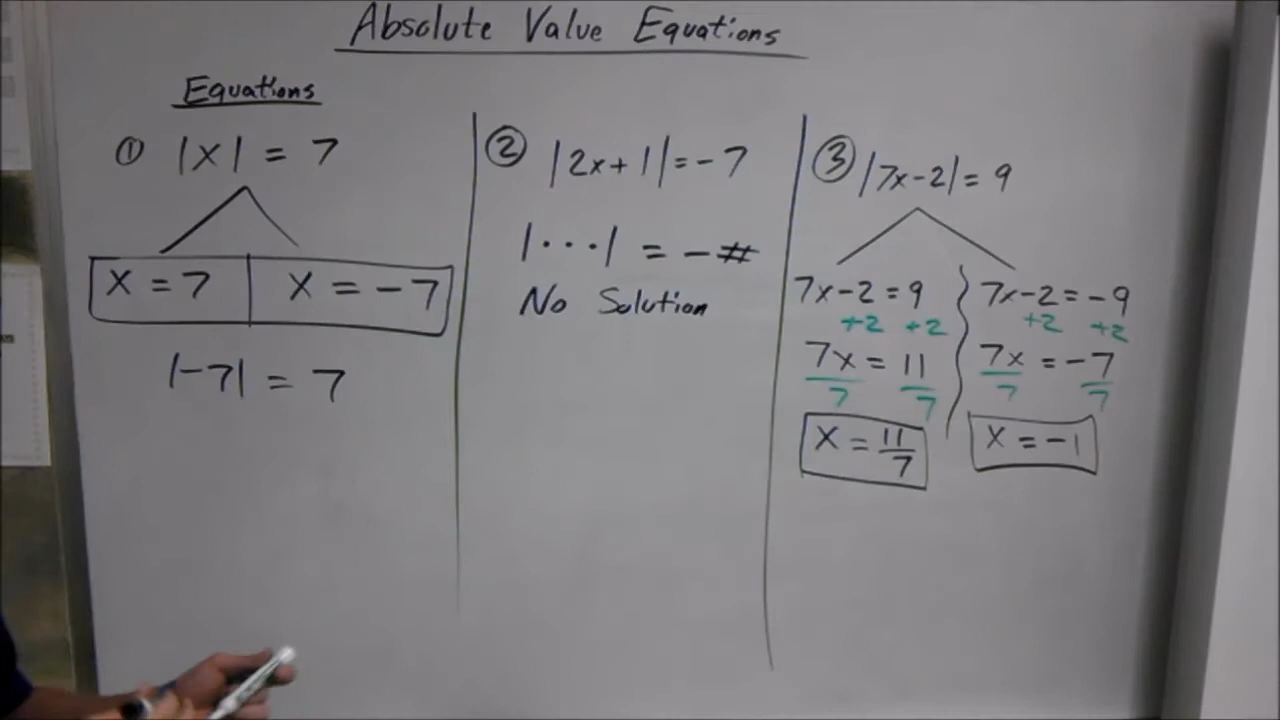 Absolute Value Equations
Equations
① |x| = 7
x = 7 | x = -7
|-7| = 7
② |2x+1| = -7
|···| = -#
No Solution
③ |7x-2| = 9
7x-2 = 9
+2 +2
7x = 11
7 7
x = 11/7
7x-2 = -9
+2 +2
7x = -7
7 7
x = -1